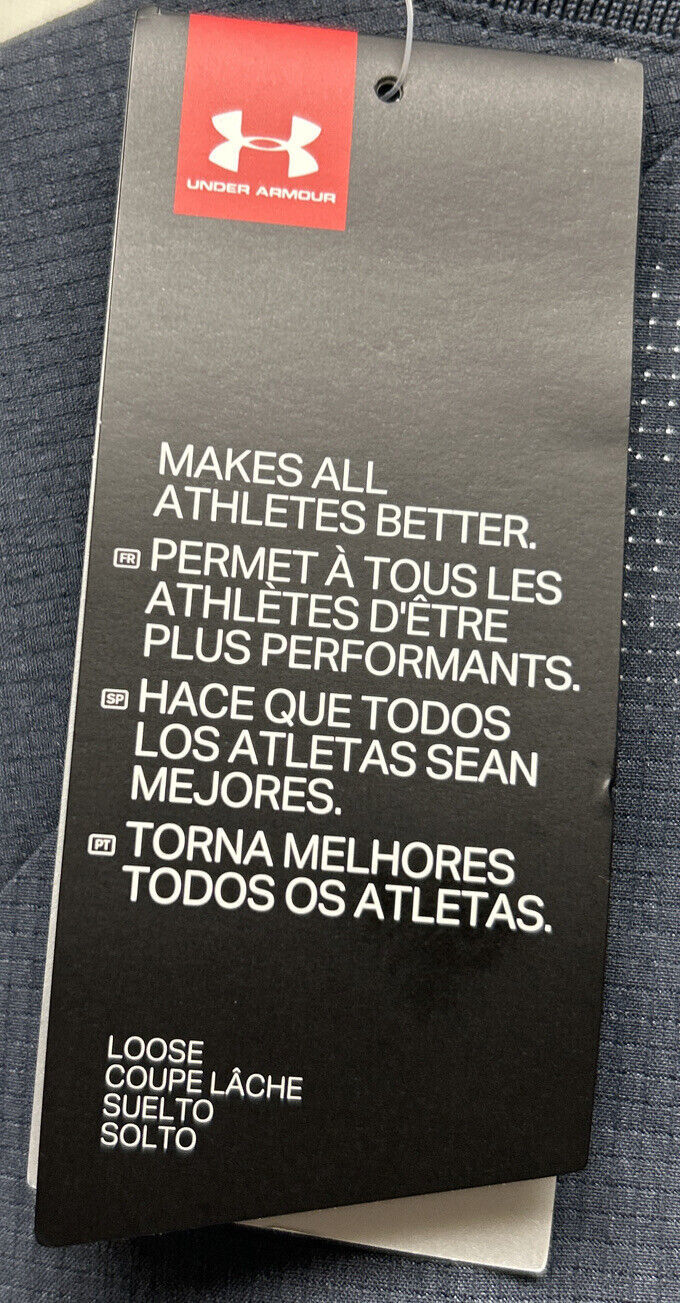 UNDER ARMOUR
MAKES ALL
ATHLETES BETTER.
FR PERMET À TOUS LES
ATHLÈTES D'ÊTRE
PLUS PERFORMANTS.
SP HACE QUE TODOS
LOS ATLETAS SEAN
MEJORES.
PT TORNA MELHORES
TODOS OS ATLETAS.
LOOSE
COUPE LÂCHE
SUELTO
SOLTO